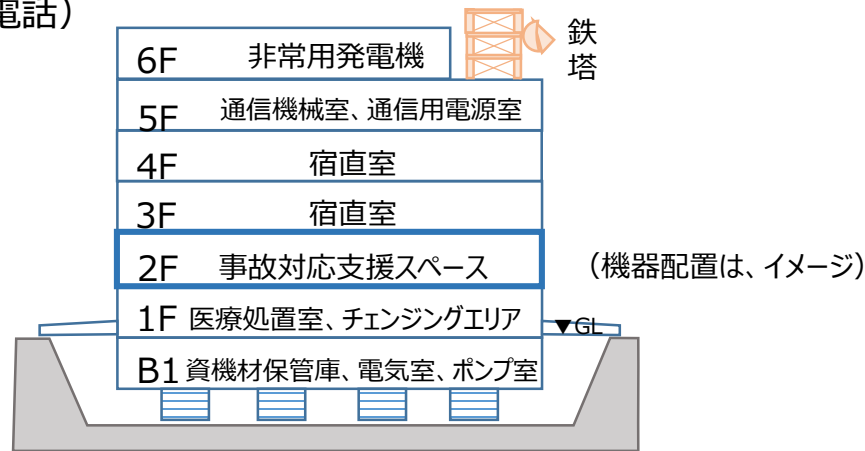 電話）
6F 非常用発電機
鉄塔
5F 通信機械室、通信用電源室
4F 宿直室
3F 宿直室
2F 事故対応支援スペース
（機器配置は、イメージ）
1F 医療処置室、チェンジングエリア
▼GL
B1 資機材保管庫、電気室、ポンプ室